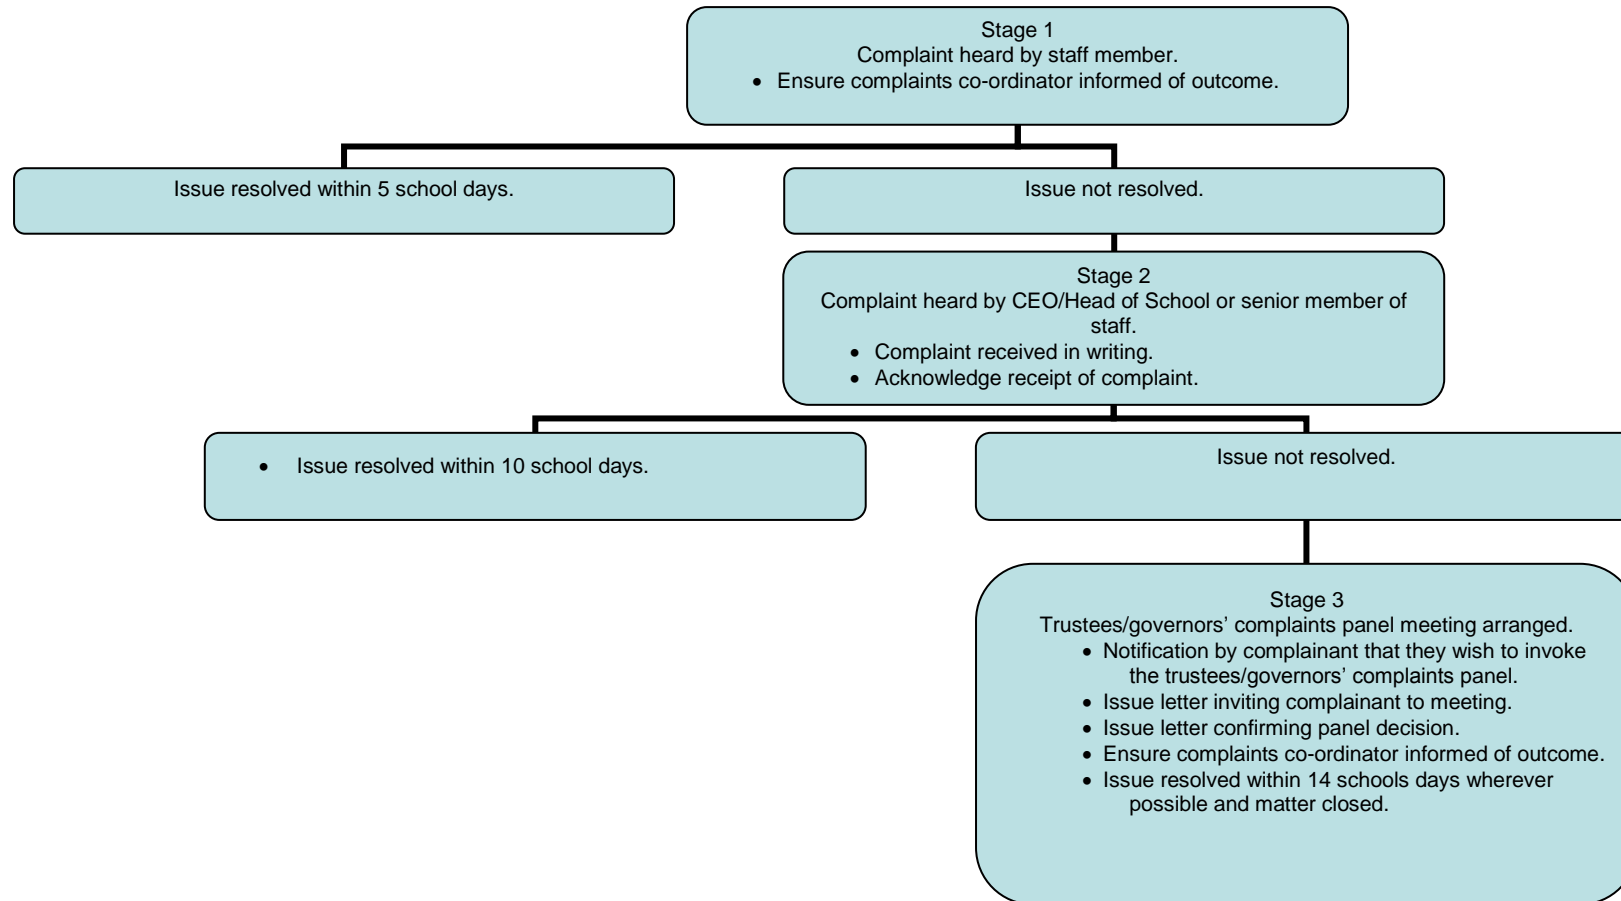 Stage 1
Complaint heard by staff member.
• Ensure complaints co-ordinator informed of outcome.
Issue resolved within 5 school days.
Issue not resolved.
Stage 2
Complaint heard by CEO/Head of School or senior member of
staff.
• Complaint received in writing.
• Acknowledge receipt of complaint.
• Issue resolved within 10 school days.
Issue not resolved.
Stage 3
Trustees/governors’ complaints panel meeting arranged.
• Notification by complainant that they wish to invoke
the trustees/governors’ complaints panel.
• Issue letter inviting complainant to meeting.
• Issue letter confirming panel decision.
• Ensure complaints co-ordinator informed of outcome.
• Issue resolved within 14 schools days wherever
possible and matter closed.